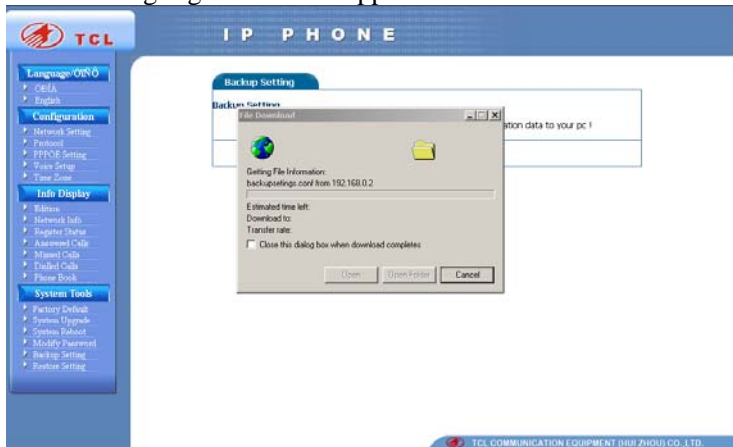 TCL
IP PHONE
Language/ÓïÑÔ
English
Configuration
Network Setting
Protocol
PPPOE Setting
Voice Setup
Time Zone
Info Display
Edition
Network Info
Register Status
Answered Calls
Missed Calls
Dialled Calls
Phone Book
System Tools
Factory Default
System Upgrade
System Reboot
Modify Password
Backup Setting
Restore Setting
Backup Setting
Backup Setting
ation data to your pc !
File Download
Getting File Information:
backupsetings.conf from 192.168.0.2
Estimated time left:
Download to:
Transfer rate:
Close this dialog box when download completes
Open
Open Folder
Cancel
TCL COMMUNICATION EQUIPMENT (HUI ZHOU) CO.,LTD.